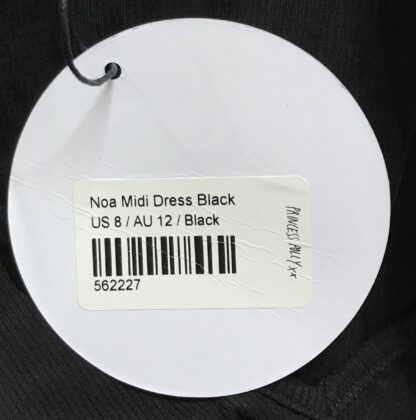 Noa Midi Dress Black
US 8 / AU 12 / Black
562227
PRINCESS POLLY xx